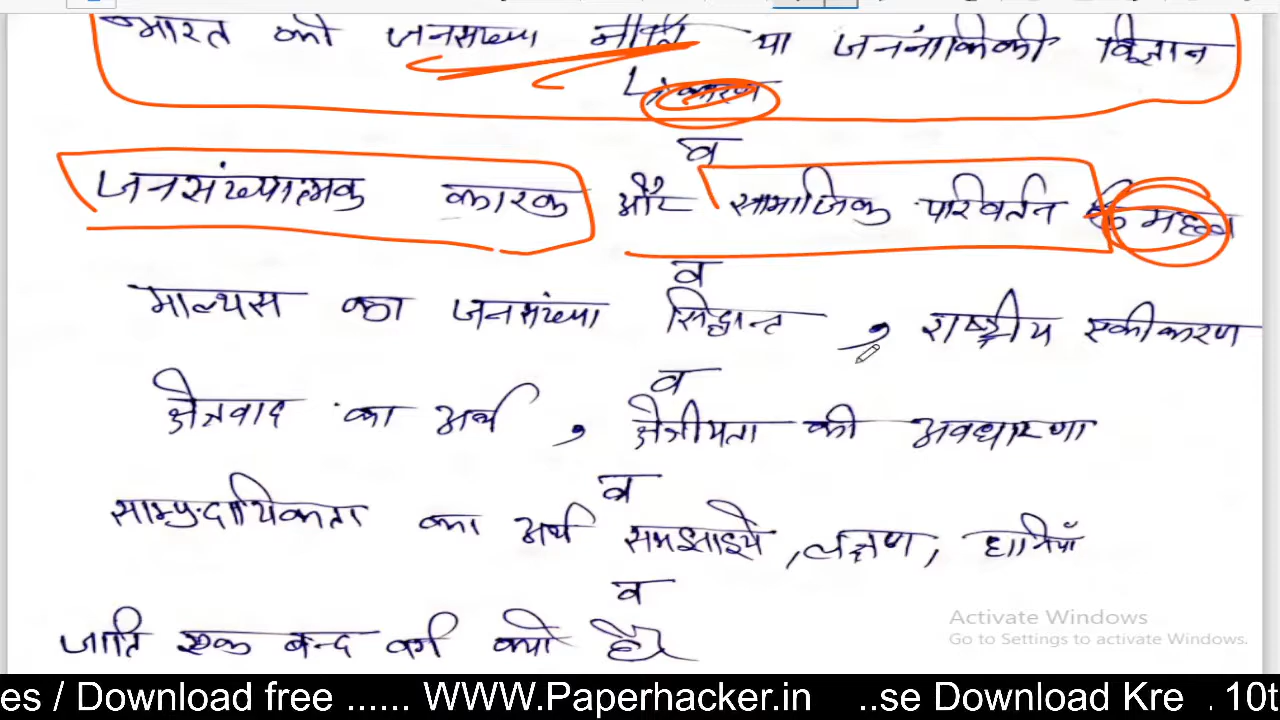 भारत की जनसंख्या नीति या जननांकिकी विज्ञान
↳ कारण
व
जनसंख्यात्मक कारक और सामाजिक परिवर्तन के महत्व
व
माल्थस का जनसंख्या सिद्धान्त , राष्ट्रीय एकीकरण
व
क्षेत्रवाद का अर्थ , क्षेत्रीयता की अवधारणा
व
साम्प्रदायिकता का अर्थ समझाइये , लक्षण , हानियाँ
व
जाति एक बन्द वर्ग क्यों है।
Activate Windows
Go to Settings to activate Windows.
es / Download free ...... WWW.Paperhacker.in ..se Download Kre . 10t